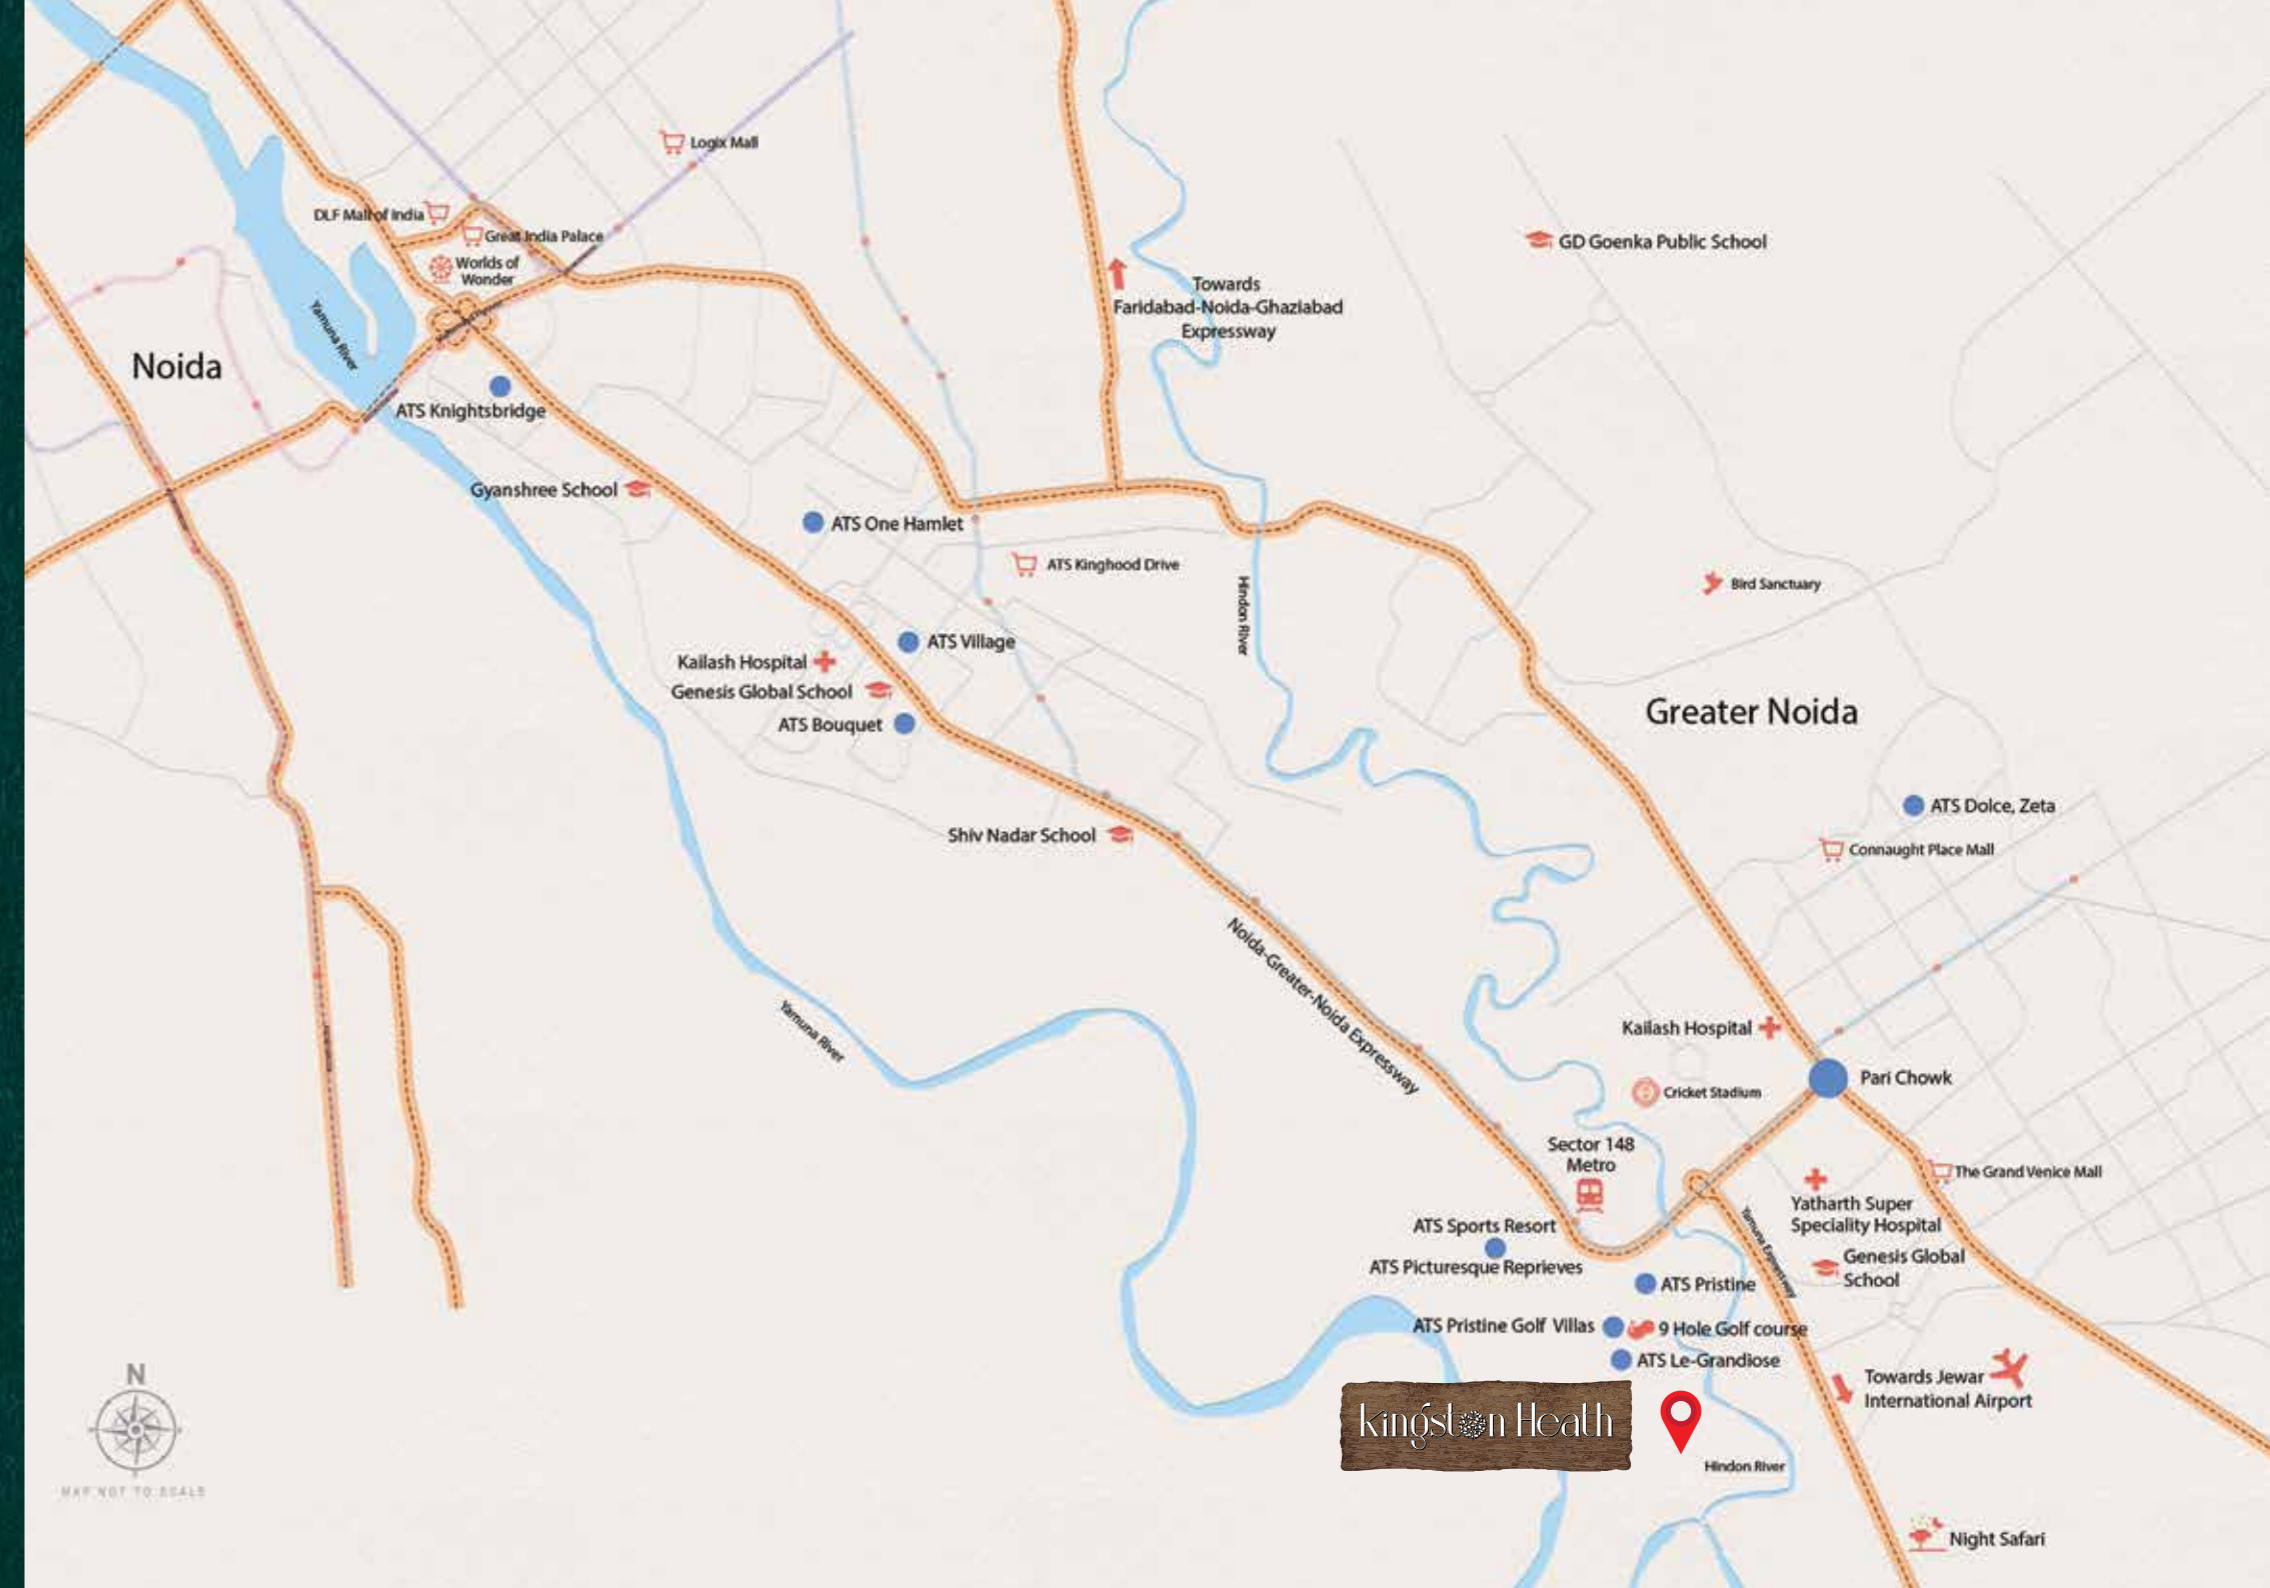 Logix Mall
DLF Mall of India
Great India Palace
GD Goenka Public School
Worlds of
Wonder
Towards
Faridabad-Noida-Ghaziabad
Expressway
Yamuna River
Noida
ATS Knightsbridge
Gyanshree School
ATS One Hamlet
ATS Kinghood Drive
Hindon River
Bird Sanctuary
ATS Village
Kailash Hospital
Genesis Global School
ATS Bouquet
Greater Noida
ATS Dolce, Zeta
Shiv Nadar School
Connaught Place Mall
Noida-Greater-Noida Expressway
Yamuna River
Kailash Hospital
Pari Chowk
Cricket Stadium
Sector 148
Metro
The Grand Venice Mall
Yatharth Super
Speciality Hospital
ATS Sports Resort
Yamuna Expressway
ATS Picturesque Reprieves
Genesis Global
School
ATS Pristine
ATS Pristine Golf Villas
9 Hole Golf course
ATS Le-Grandiose
Towards Jewar
International Airport
kingston Heath
Hindon River
N
MAP NOT TO SCALE
Night Safari